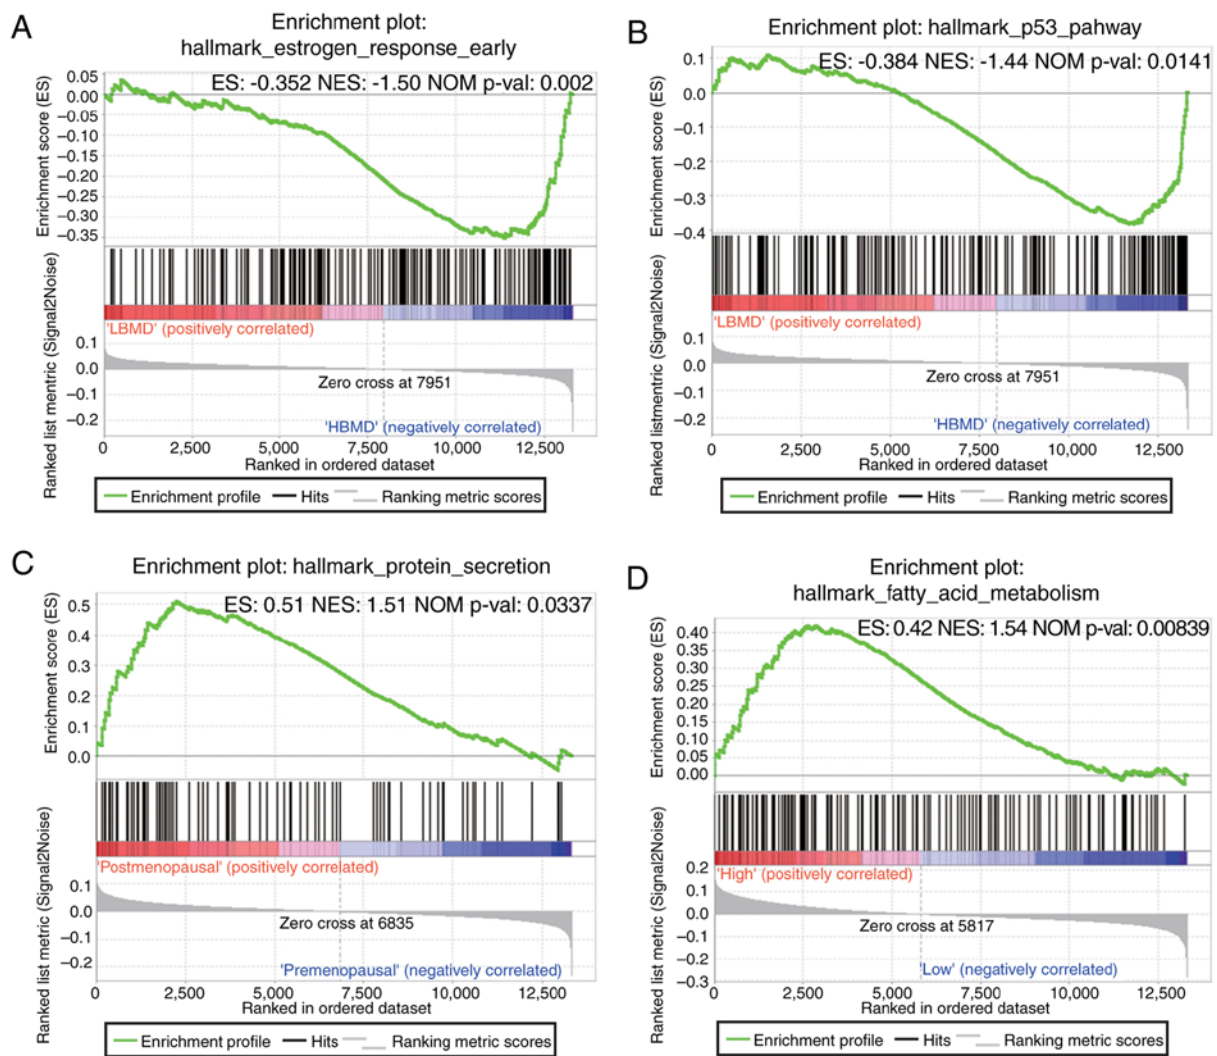 A
Enrichment plot:
hallmark_estrogen_response_early
ES: -0.352 NES: -1.50 NOM p-val: 0.002
Enrichment score (ES)
0.05
0.00
−0.05
−0.10
−0.15
−0.20
−0.25
−0.30
−0.35
'LBMD' (positively correlated)
Ranked list mentric (Signal2Noise)
0.1
0.0
−0.1
−0.2
Zero cross at 7951
'HBMD' (negatively correlated)
0 2,500 5,000 7,500 10,000 12,500
Ranked in ordered dataset
Enrichment profile Hits Ranking metric scores
B
Enrichment plot: hallmark_p53_pahway
ES: -0.384 NES: -1.44 NOM p-val: 0.0141
Enrichment score (ES)
0.1
0.0
−0.1
−0.2
−0.3
−0.4
'LBMD' (positively correlated)
Ranked listmentric (Signal2Noise)
0.1
0.0
−0.1
−0.2
Zero cross at 7951
'HBMD' (negatively correlated)
0 2,500 5,000 7,500 10,000 12,500
Ranked in ordered dataset
Enrichment profile Hits Ranking metric scores
C
Enrichment plot: hallmark_protein_secretion
ES: 0.51 NES: 1.51 NOM p-val: 0.0337
Enrichment score (ES)
0.5
0.4
0.3
0.2
0.1
0.0
'Postmenopausal' (positively correlated)
Ranked list metric (Signal2Noise)
0.1
0.0
−0.1
−0.2
Zero cross at 6835
'Premenopausal' (negatively correlated)
0 2,500 5,000 7,500 10,000 12,500
Ranked in ordered dataset
Enrichment profile Hits Ranking metric scores
D
Enrichment plot:
hallmark_fatty_acid_metabolism
ES: 0.42 NES: 1.54 NOM p-val: 0.00839
Enrichment score (ES)
0.40
0.35
0.30
0.25
0.20
0.15
0.10
0.05
0.00
'High' (positively correlated)
Ranked list metric (Signal2Noise)
0.2
0.1
0.0
−0.1
−0.2
−0.3
Zero cross at 5817
'Low' (negatively correlated)
0 2,500 5,000 7,500 10,000 12,500
Ranked in ordered dataset
Enrichment profile Hits Ranking metric scores